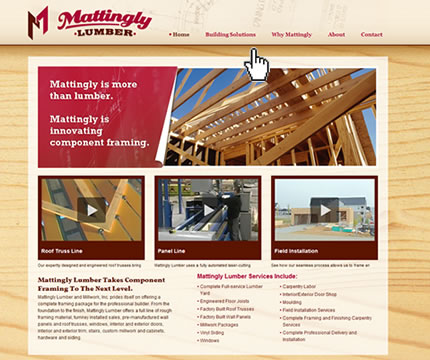 Mattingly
LUMBER
Home Building Solutions Why Mattingly About Contact
Mattingly is more
than lumber.
Mattingly is
innovating
component framing.
Roof Truss Line
Panel Line
Field Installation
Our expertly designed and engineered roof trusses bring
Mattingly Lumber uses a fully automated laser cutting
See how our seamless process allows us to frame an
Mattingly Lumber Takes Component
Framing To The Next Level.
Mattingly Lumber and Millwork, Inc. prides itself on offering a
complete framing package for the professional builder. From the
foundation to the finish, Mattingly Lumber offers a full line of rough
framing material, turnkey installed sales, pre-manufactured wall
panels and roof trusses, windows, interior and exterior doors,
interior and exterior trim, stairs, custom millwork and cabinets,
hardware and siding.
Mattingly Lumber Services Include:
• Complete Full-service Lumber
Yard
• Engineered Floor Joists
• Factory Built Roof Trusses
• Factory Built Wall Panels
• Millwork Packages
• Vinyl Siding
• Windows
• Carpentry Labor
• Interior/Exterior Door
Shop
• Moulding
• Field Installation Services
• Complete Framing and Finishing Carpentry
Services
• Complete Professional Delivery and
Installation